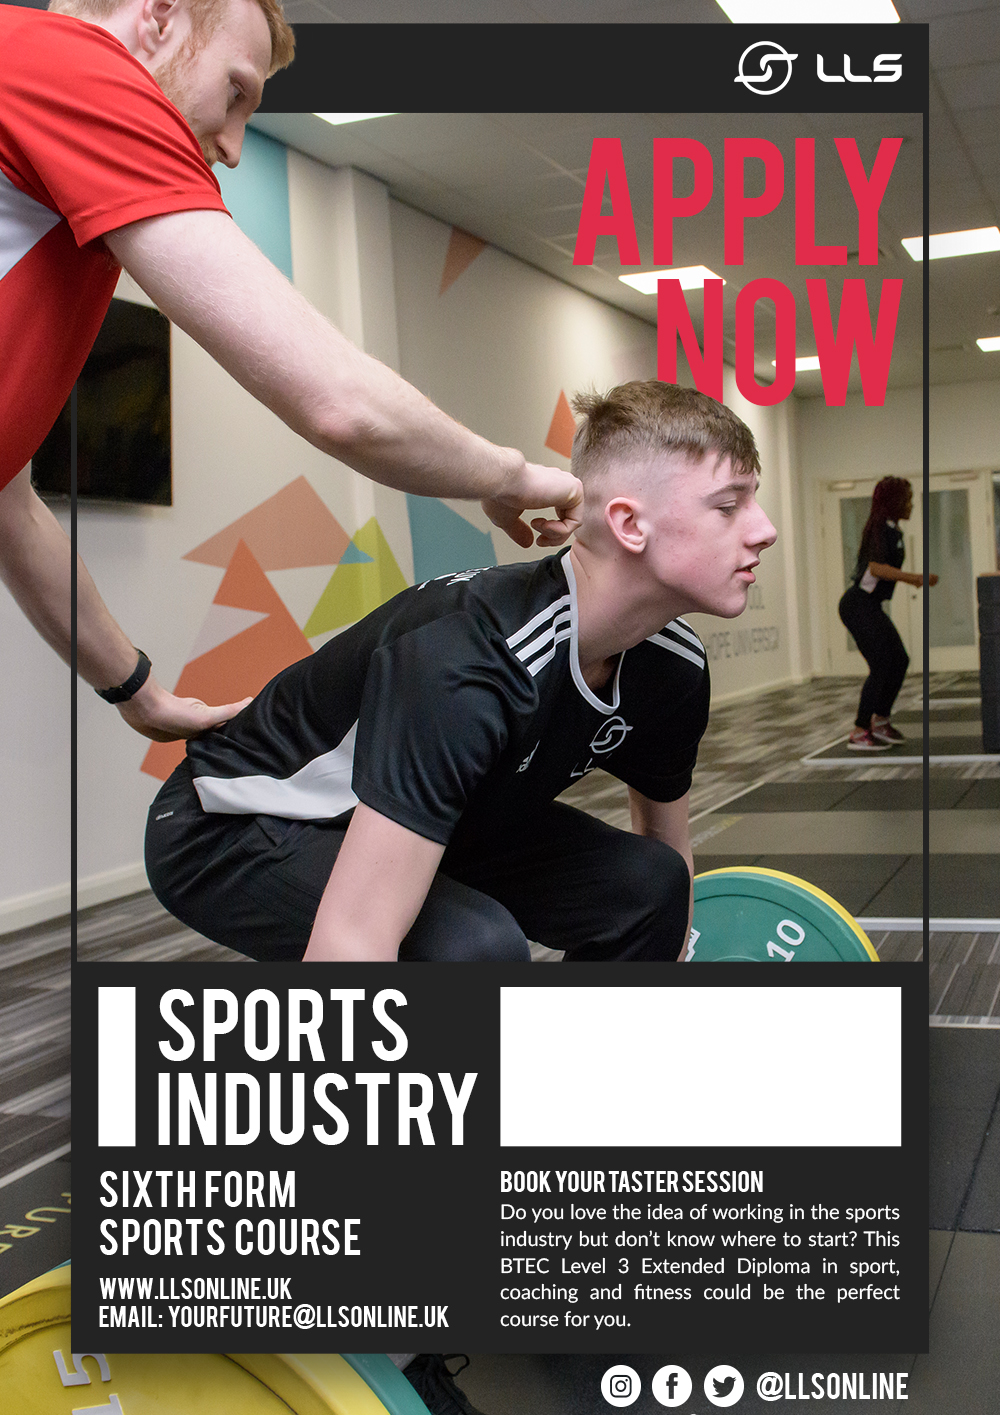 LLS
APPLY
NOW
HOPE UNIVERSI
10
SPORTS
INDUSTRY
SIXTH FORM
SPORTS COURSE
WWW.LLSONLINE.UK
EMAIL: YOURFUTURE@LLSONLINE.UK
BOOK YOUR TASTER SESSION
Do you love the idea of working in the sports
industry but don't know where to start? This
BTEC Level 3 Extended Diploma in sport,
coaching and fitness could be the perfect
course for you.
@LLSONLINE